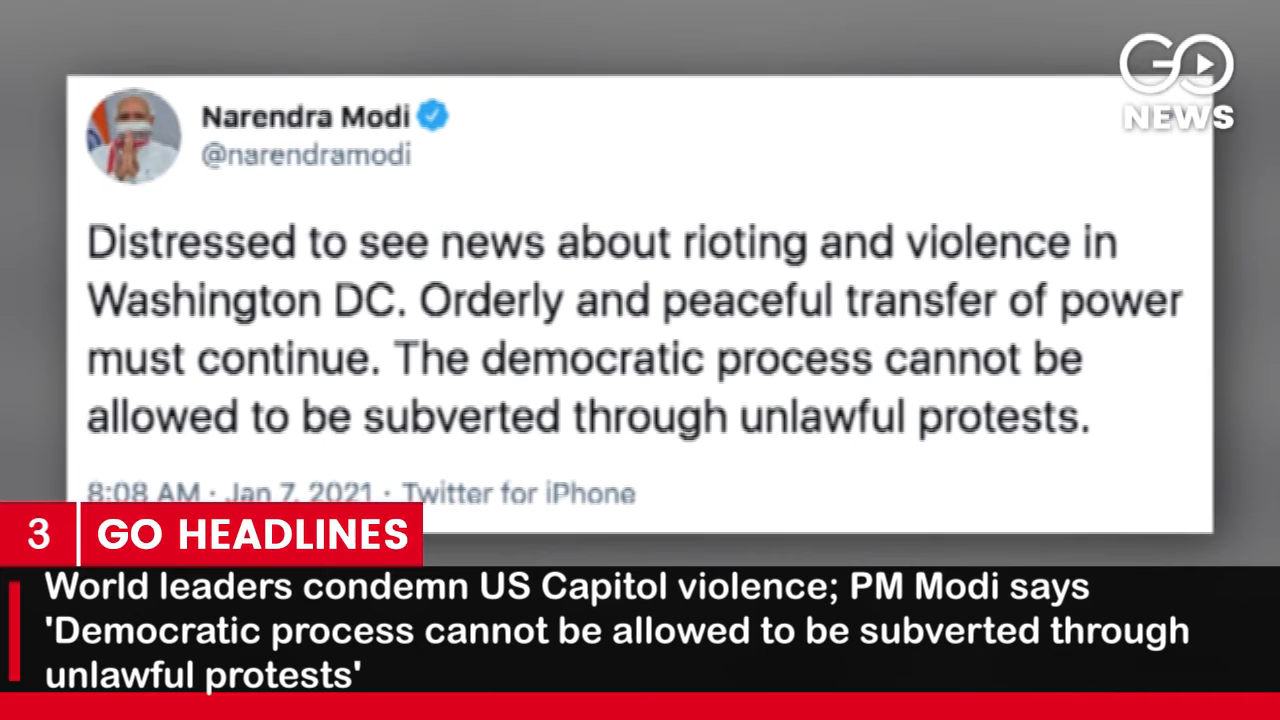 GO
NEWS
Narendra Modi
@narendramodi
Distressed to see news about rioting and violence in
Washington DC. Orderly and peaceful transfer of power
must continue. The democratic process cannot be
allowed to be subverted through unlawful protests.
8:08 AM · Jan 7, 2021 · Twitter for iPhone
3 GO HEADLINES
World leaders condemn US Capitol violence; PM Modi says
'Democratic process cannot be allowed to be subverted through
unlawful protests'